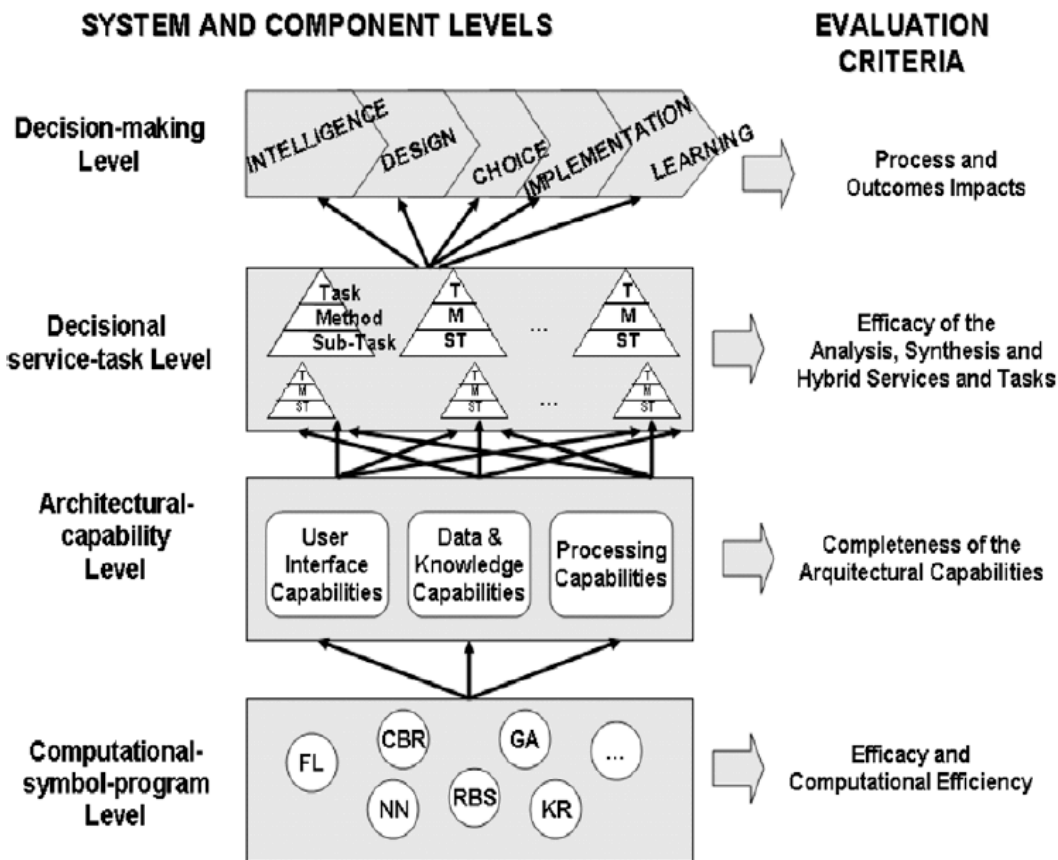 SYSTEM AND COMPONENT LEVELS
EVALUATION
CRITERIA
Decision-making
Level
INTELLIGENCE
DESIGN
CHOICE
IMPLEMENTATION
LEARNING
Process and
Outcomes Impacts
Decisional
service-task Level
Task
Method
Sub-Task
T
M
ST
...
T
M
ST
T
M
ST
T
M
ST
...
T
M
ST
Efficacy of the
Analysis, Synthesis and
Hybrid Services and Tasks
Architectural-
capability
Level
User
Interface
Capabilities
Data &
Knowledge
Capabilities
Processing
Capabilities
Completeness of the
Arquitectural Capabilities
Computational-
symbol-program
Level
FL
CBR
GA
...
NN
RBS
KR
Efficacy and
Computational Efficiency